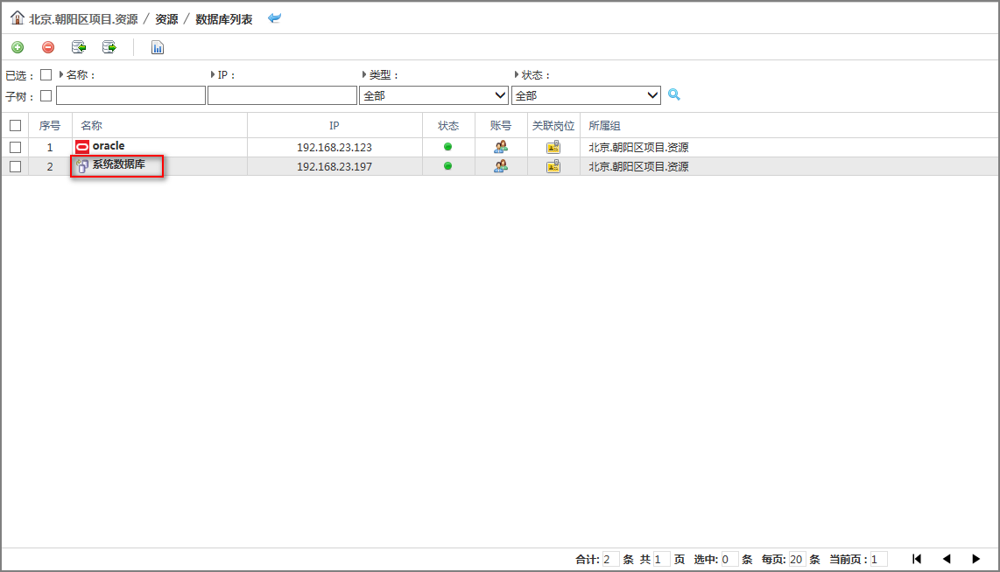 北京.朝阳区项目.资源 / 资源 / 数据库列表
已选： 名称： IP： 类型： 状态：
子树： 全部 全部
序号 名称 IP 状态 账号 关联岗位 所属组
1 oracle 192.168.23.123 北京.朝阳区项目.资源
2 系统数据库 192.168.23.197 北京.朝阳区项目.资源
合计: 2 条 共 1 页 选中: 0 条 每页: 20 条 当前页： 1